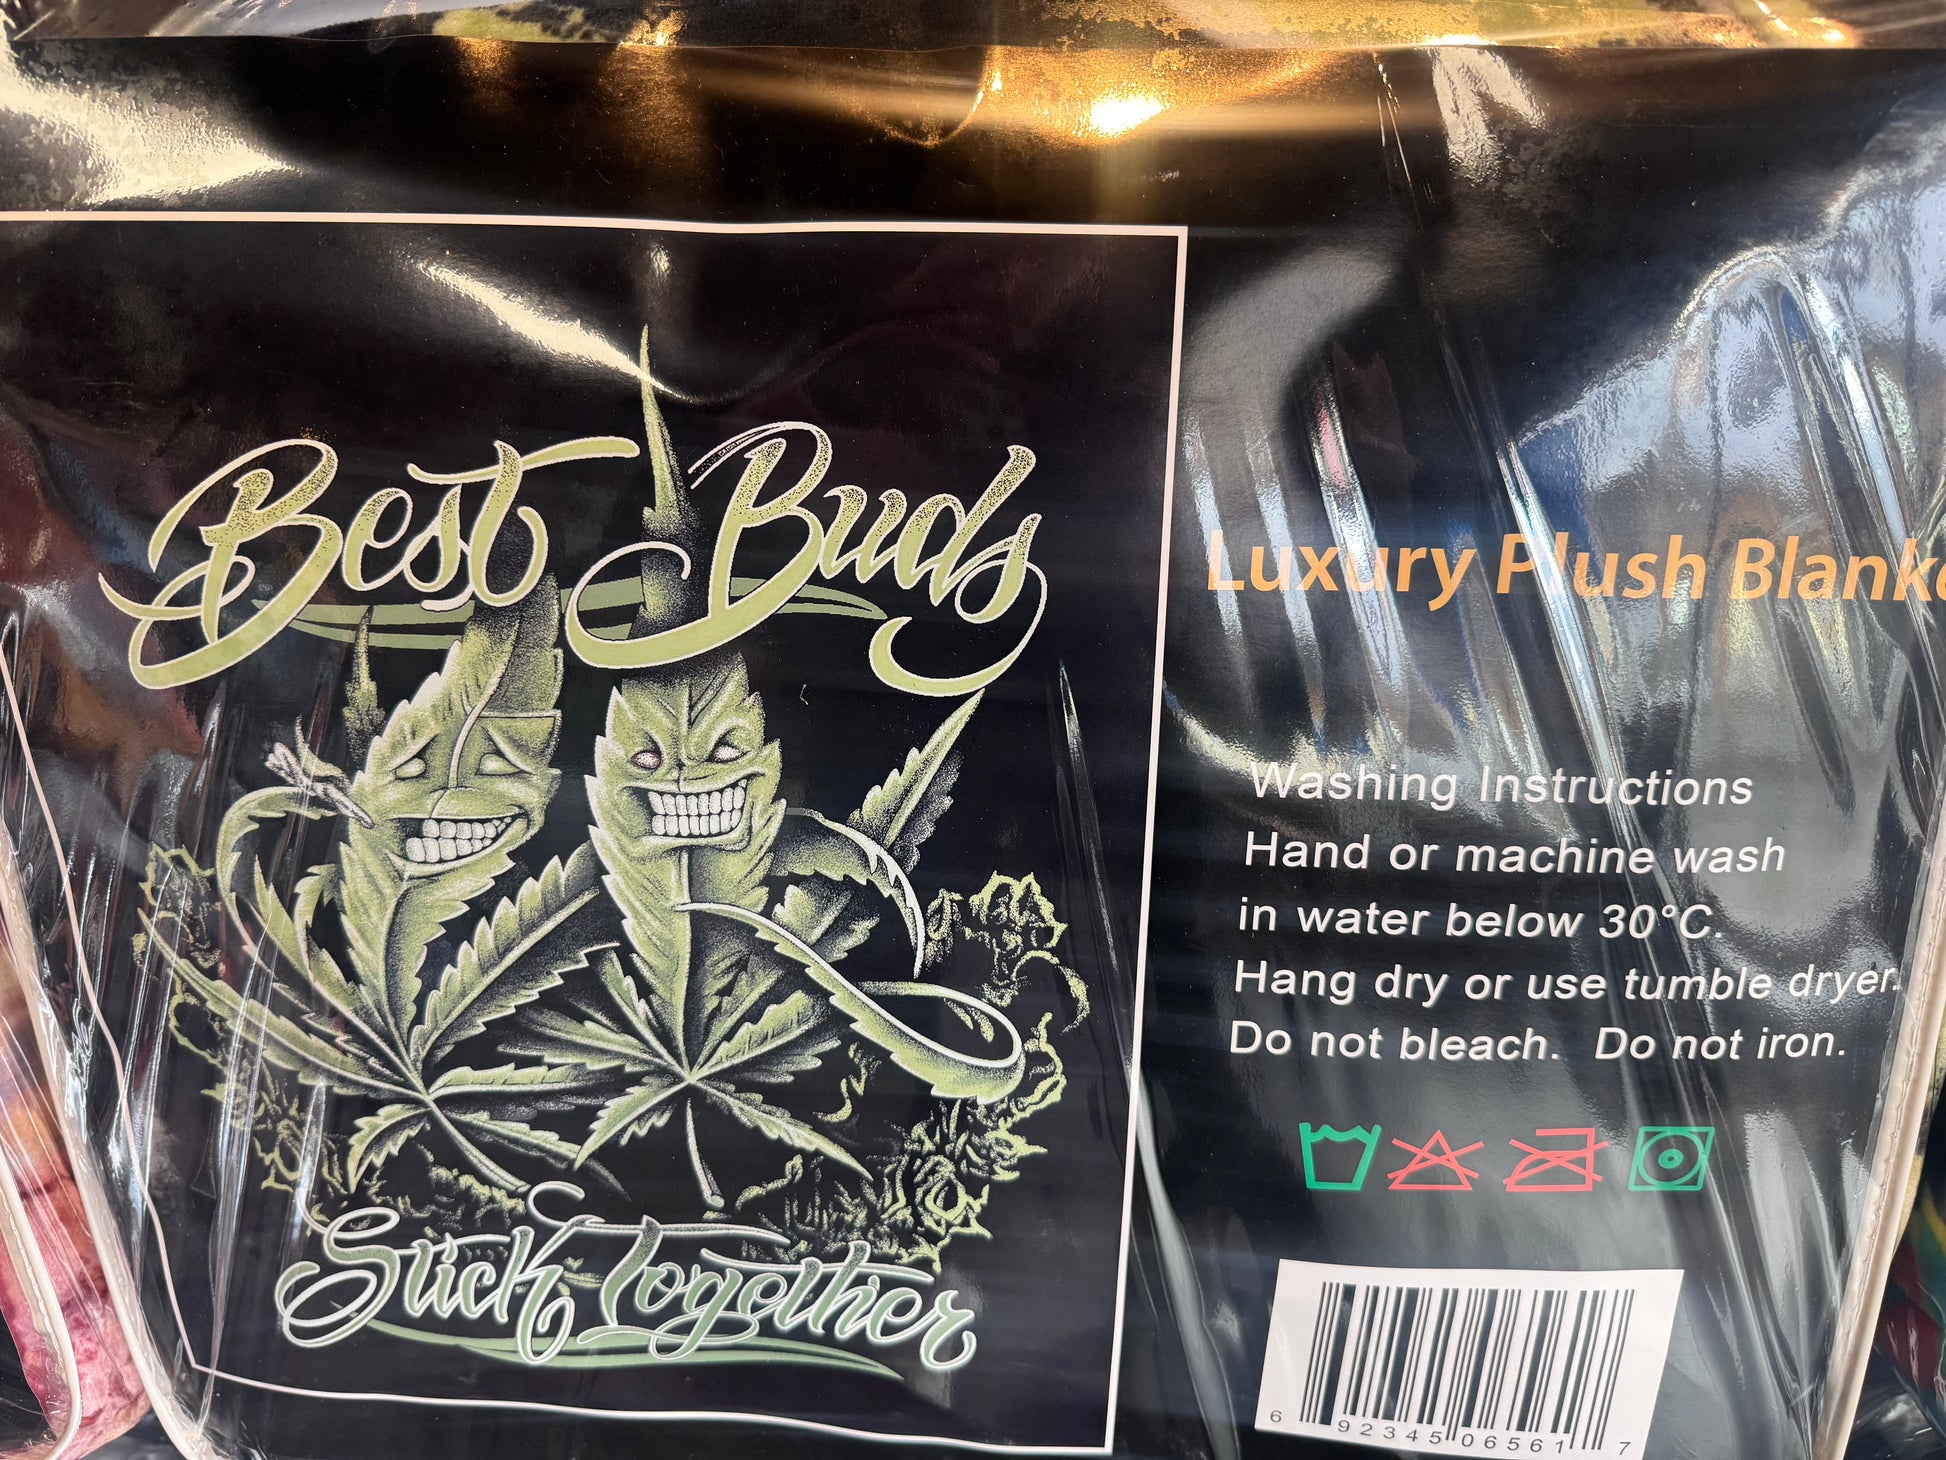 Best Buds
Stick Together
Luxury Plush Blanke
Washing Instructions
Hand or machine wash
in water below 30°C.
Hang dry or use tumble dryer.
Do not bleach. Do not iron.
6 92345 06561 7